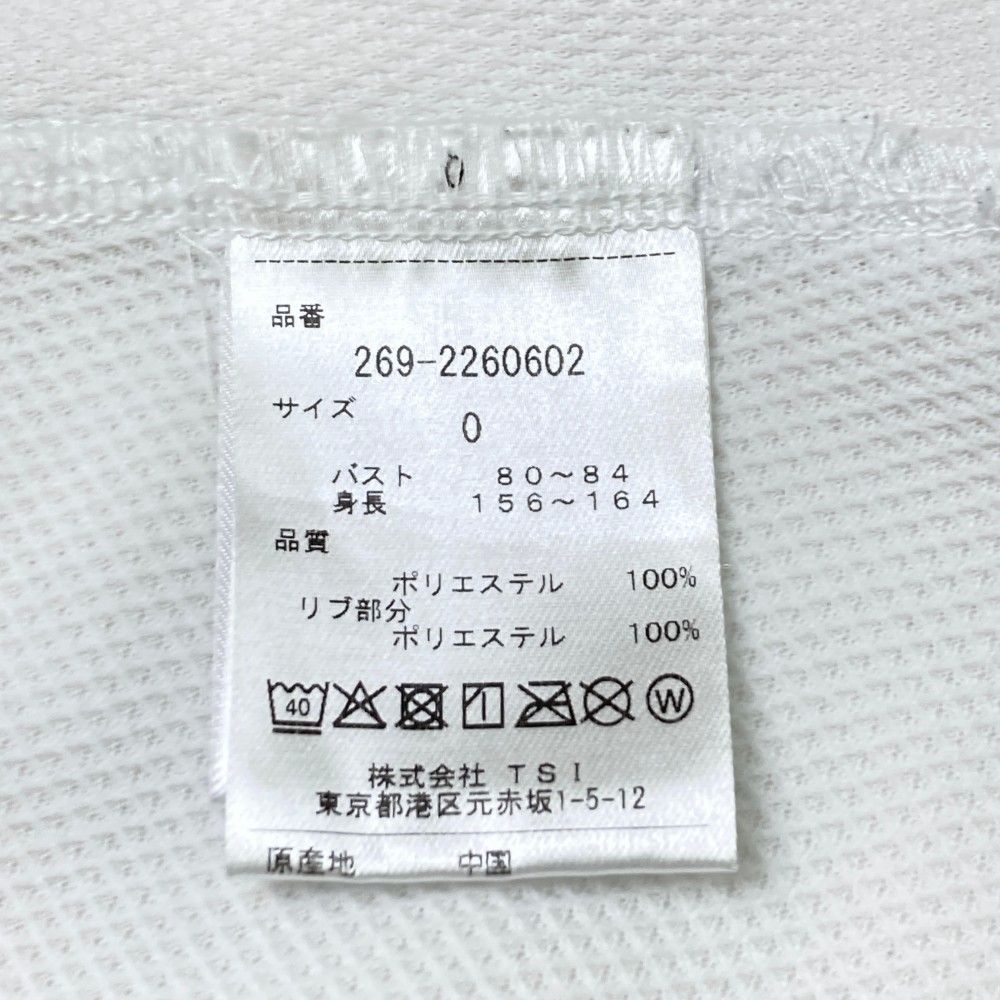 0
品番
269-2260602
サイズ
0
バスト 80～84
身長 156～164
品質
ポリエステル 100%
リブ部分
ポリエステル 100%
40 W
株式会社 TSI
東京都港区元赤坂1-5-12
原産地 中国